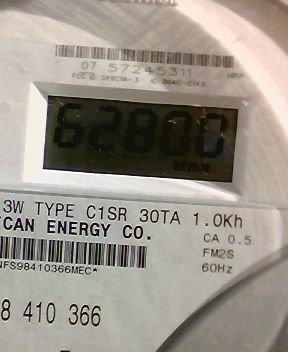 07 57245311
62800
3W TYPE C1SR 30TA 1.0Kh
CAN ENERGY CO.
CA 0.5
FM2S
60Hz
NFS98410366MEC*
8 410 366